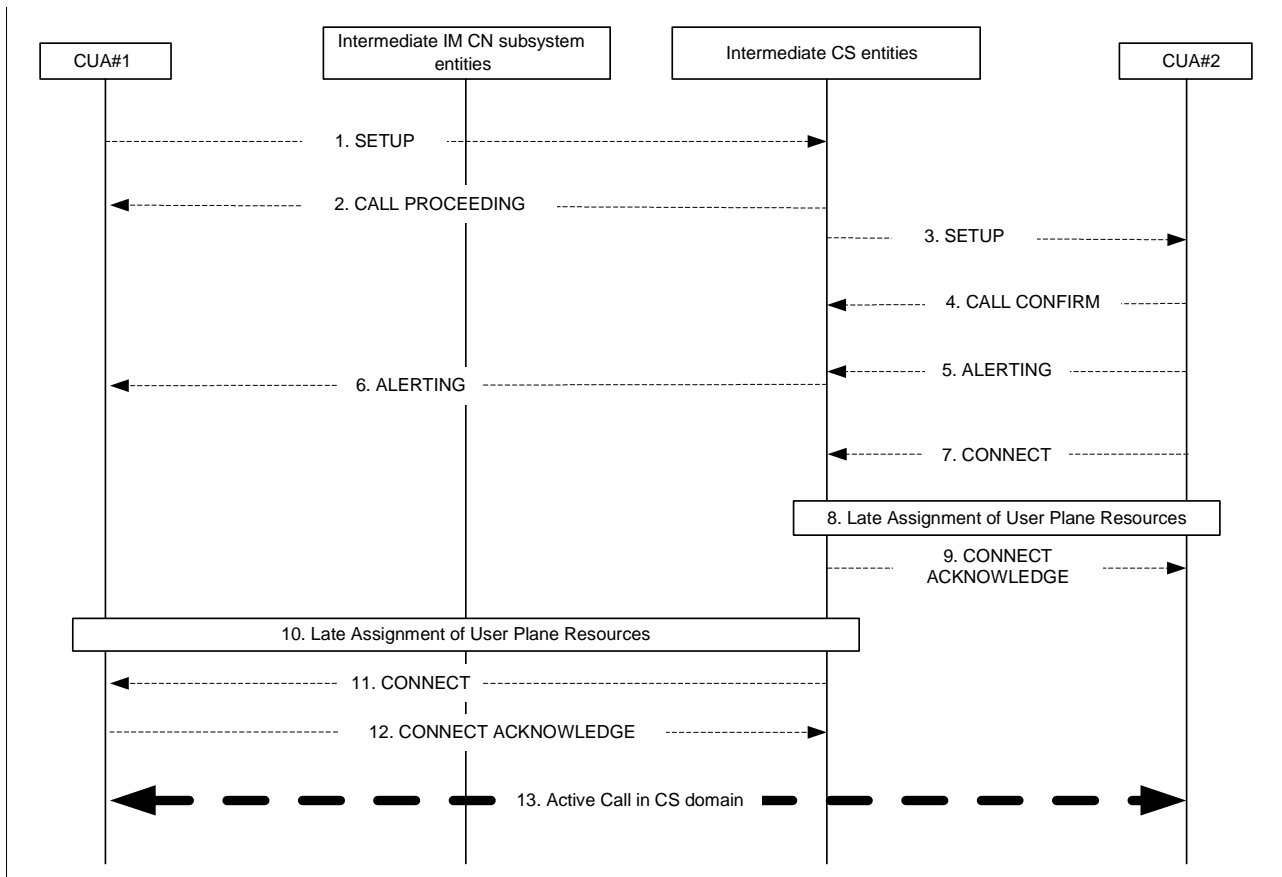 CUA#1
Intermediate IM CN subsystem
entities
Intermediate CS entities
CUA#2
1. SETUP
2. CALL PROCEEDING
3. SETUP
4. CALL CONFIRM
5. ALERTING
6. ALERTING
7. CONNECT
8. Late Assignment of User Plane Resources
9. CONNECT
ACKNOWLEDGE
10. Late Assignment of User Plane Resources
11. CONNECT
12. CONNECT ACKNOWLEDGE
13. Active Call in CS domain